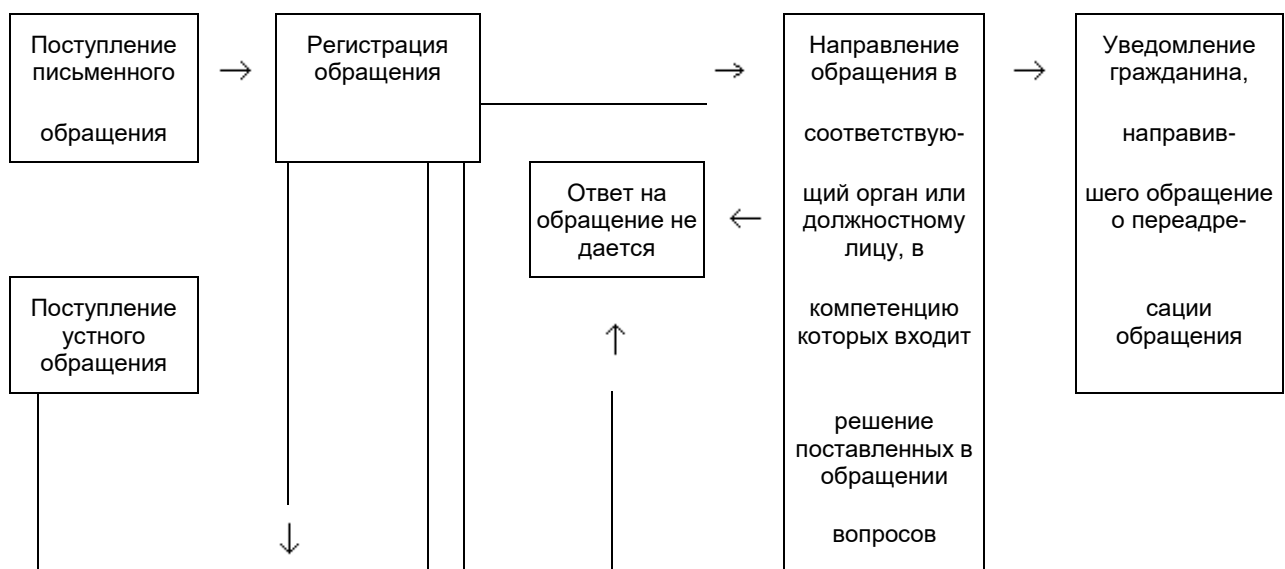 Поступление
письменного
обращения
Регистрация
обращения
Направление
обращения в
соответствую-
щий орган или
должностному
лицу, в
компетенцию
которых входит
решение
поставленных в
обращении
вопросов
Уведомление
гражданина,
направив-
шего обращение
о переадре-
сации
обращения
Ответ на
обращение не
дается
Поступление
устного
обращения